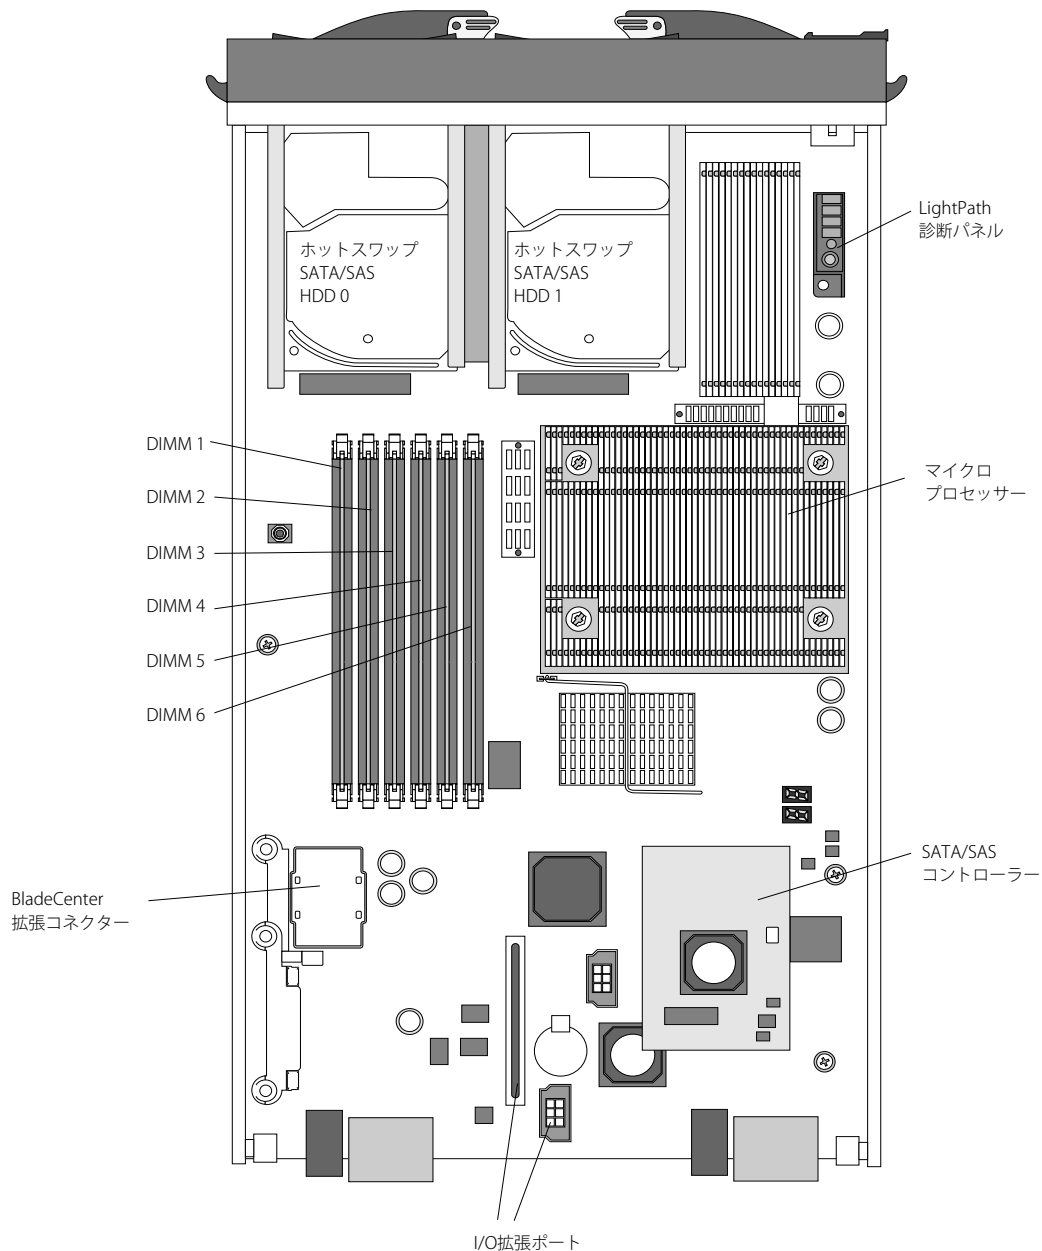 ホットスワップ
SATA/SAS
HDD 0
ホットスワップ
SATA/SAS
HDD 1
LightPath
診断パネル
DIMM 1
DIMM 2
DIMM 3
DIMM 4
DIMM 5
DIMM 6
マイクロ
プロセッサー
SATA/SAS
コントローラー
BladeCenter
拡張コネクター
I/O拡張ポート